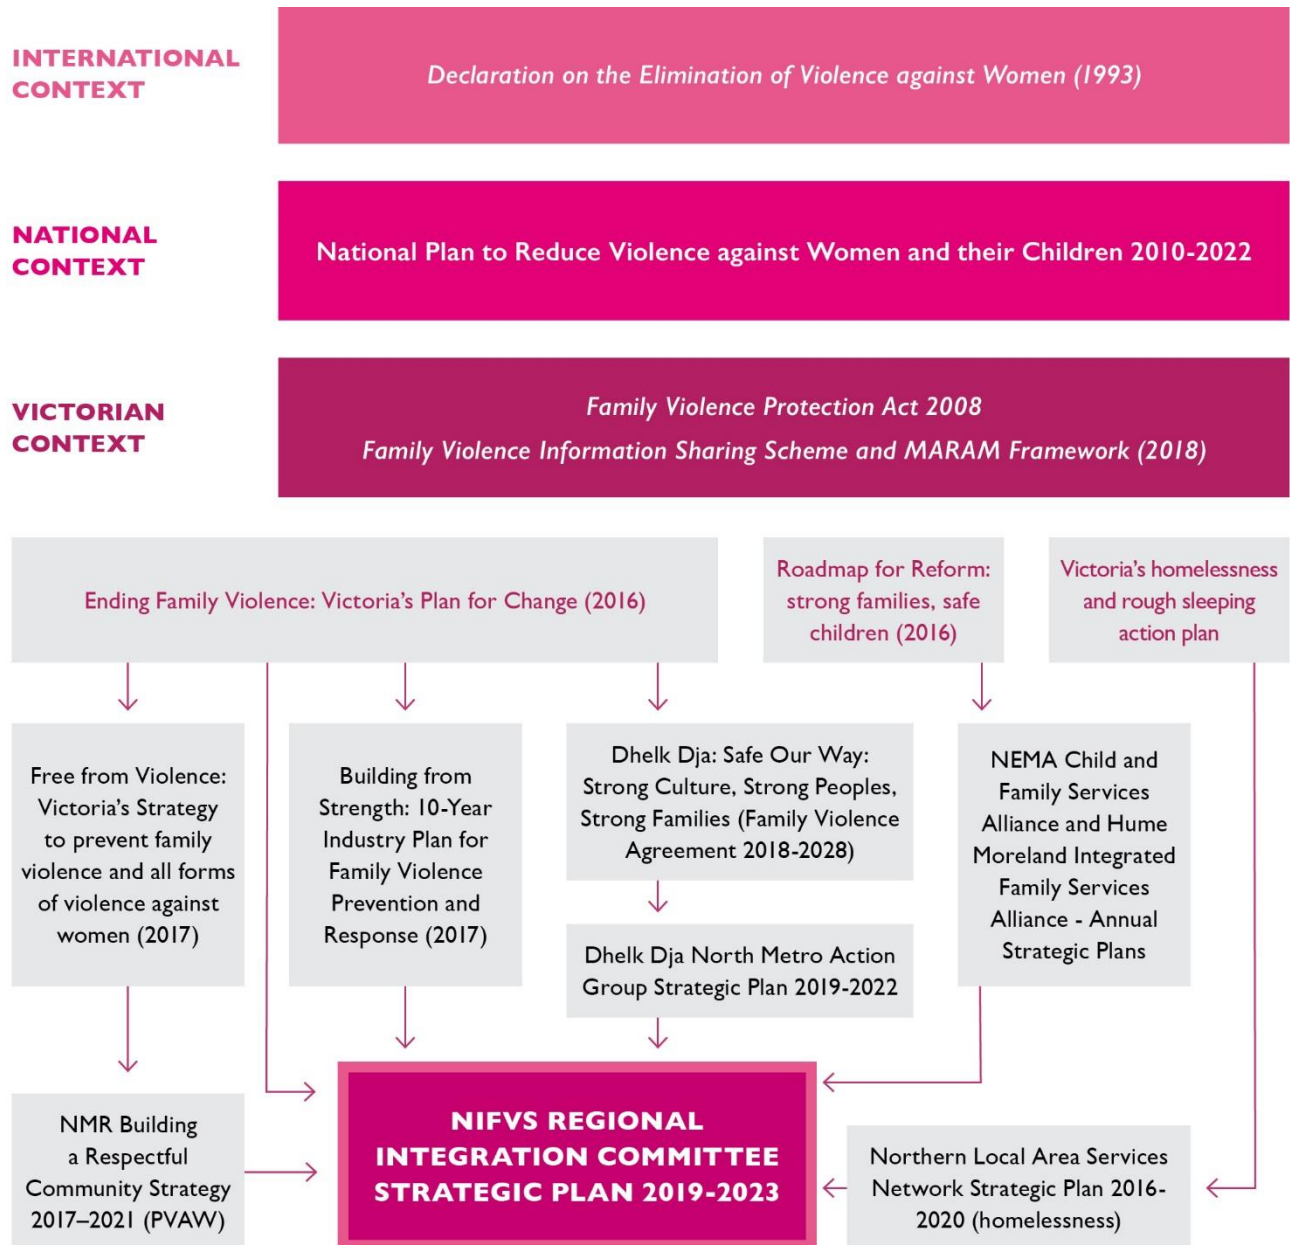 INTERNATIONAL
CONTEXT
Declaration on the Elimination of Violence against Women (1993)
NATIONAL
CONTEXT
National Plan to Reduce Violence against Women and their Children 2010-2022
VICTORIAN
CONTEXT
Family Violence Protection Act 2008
Family Violence Information Sharing Scheme and MARAM Framework (2018)
Ending Family Violence: Victoria’s Plan for Change (2016)
Roadmap for Reform:
strong families, safe
children (2016)
Victoria’s homelessness
and rough sleeping
action plan
Free from Violence:
Victoria’s Strategy
to prevent family
violence and all forms
of violence against
women (2017)
Building from
Strength: 10-Year
Industry Plan for
Family Violence
Prevention and
Response (2017)
Dhelk Dja: Safe Our Way:
Strong Culture, Strong Peoples,
Strong Families (Family Violence
Agreement 2018-2028)
Dhelk Dja North Metro Action
Group Strategic Plan 2019-2022
NEMA Child and
Family Services
Alliance and Hume
Moreland Integrated
Family Services
Alliance - Annual
Strategic Plans
NMR Building
a Respectful
Community Strategy
2017–2021 (PVAW)
NIFVS REGIONAL
INTEGRATION COMMITTEE
STRATEGIC PLAN 2019-2023
Northern Local Area Services
Network Strategic Plan 2016-
2020 (homelessness)